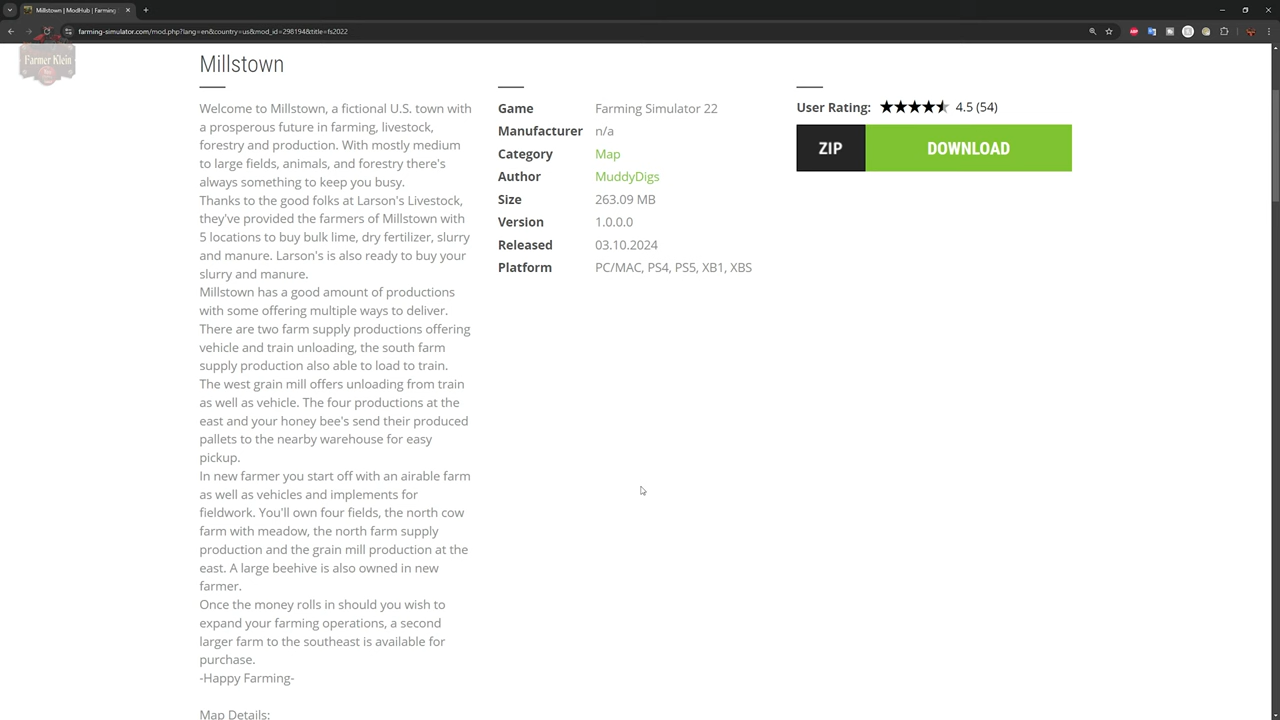 Millstown | ModHub | Farming
farming-simulator.com/mod.php?lang=en&country=us&mod_id=298194&title=fs2022
Farmer Klein
Millstown
Welcome to Millstown, a fictional U.S. town with
a prosperous future in farming, livestock,
forestry and production. With mostly medium
to large fields, animals, and forestry there's
always something to keep you busy.
Thanks to the good folks at Larson's Livestock,
they've provided the farmers of Millstown with
5 locations to buy bulk lime, dry fertilizer, slurry
and manure. Larson's is also ready to buy your
slurry and manure.
Millstown has a good amount of productions
with some offering multiple ways to deliver.
There are two farm supply productions offering
vehicle and train unloading, the south farm
supply production also able to load to train.
The west grain mill offers unloading from train
as well as vehicle. The four productions at the
east and your honey bee's send their produced
pallets to the nearby warehouse for easy
pickup.
In new farmer you start off with an airable farm
as well as vehicles and implements for
fieldwork. You'll own four fields, the north cow
farm with meadow, the north farm supply
production and the grain mill production at the
east. A large beehive is also owned in new
farmer.
Once the money rolls in should you wish to
expand your farming operations, a second
larger farm to the southeast is available for
purchase.
-Happy Farming-
Map Details:
Game Farming Simulator 22
Manufacturer n/a
Category Map
Author MuddyDigs
Size 263.09 MB
Version 1.0.0.0
Released 03.10.2024
Platform PC/MAC, PS4, PS5, XB1, XBS
User Rating: 4.5 (54)
ZIP DOWNLOAD